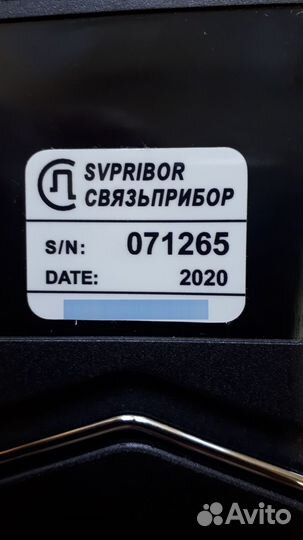 SVPRIBOR
СВЯЗЬПРИБОР
S/N: 071265
DATE: 2020
Avito